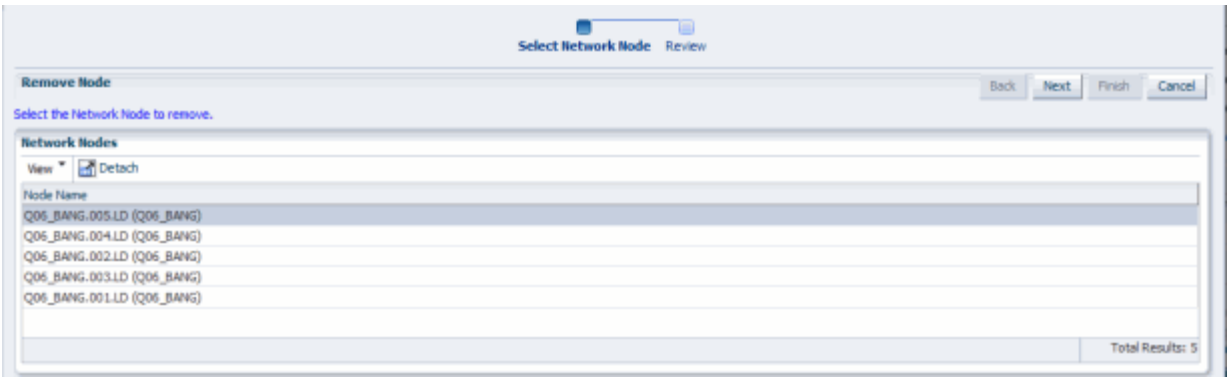 Select Network Node Review
Remove Node
Back Next Finish Cancel
Select the Network Node to remove.
Network Nodes
View Detach
Node Name
Q06_BANG.005.LD (Q06_BANG)
Q06_BANG.004.LD (Q06_BANG)
Q06_BANG.002.LD (Q06_BANG)
Q06_BANG.003.LD (Q06_BANG)
Q06_BANG.001.LD (Q06_BANG)
Total Results: 5